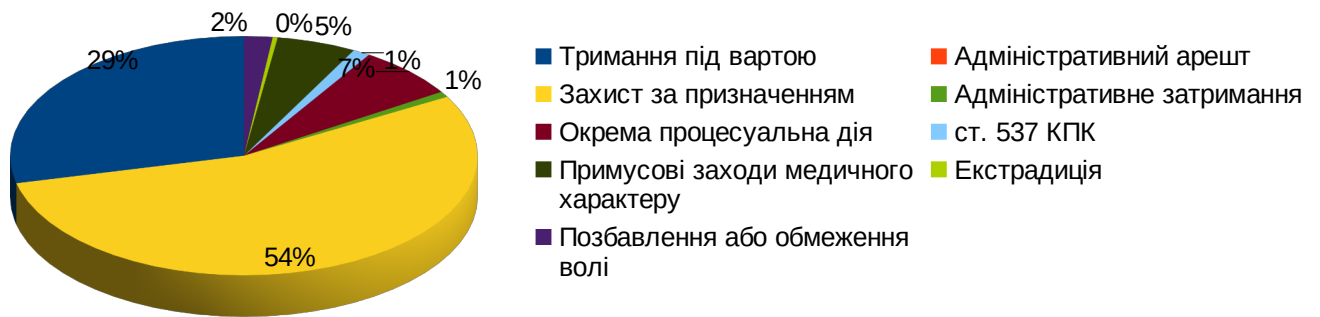 2%
0%
5%
29%
7%
1%
1%
54%
Тримання під вартою
Адміністративний арешт
Захист за призначенням
Адміністративне затримання
Окрема процесуальна дія
ст. 537 КПК
Примусові заходи медичного
характеру
Екстрадиція
Позбавлення або обмеження
волі